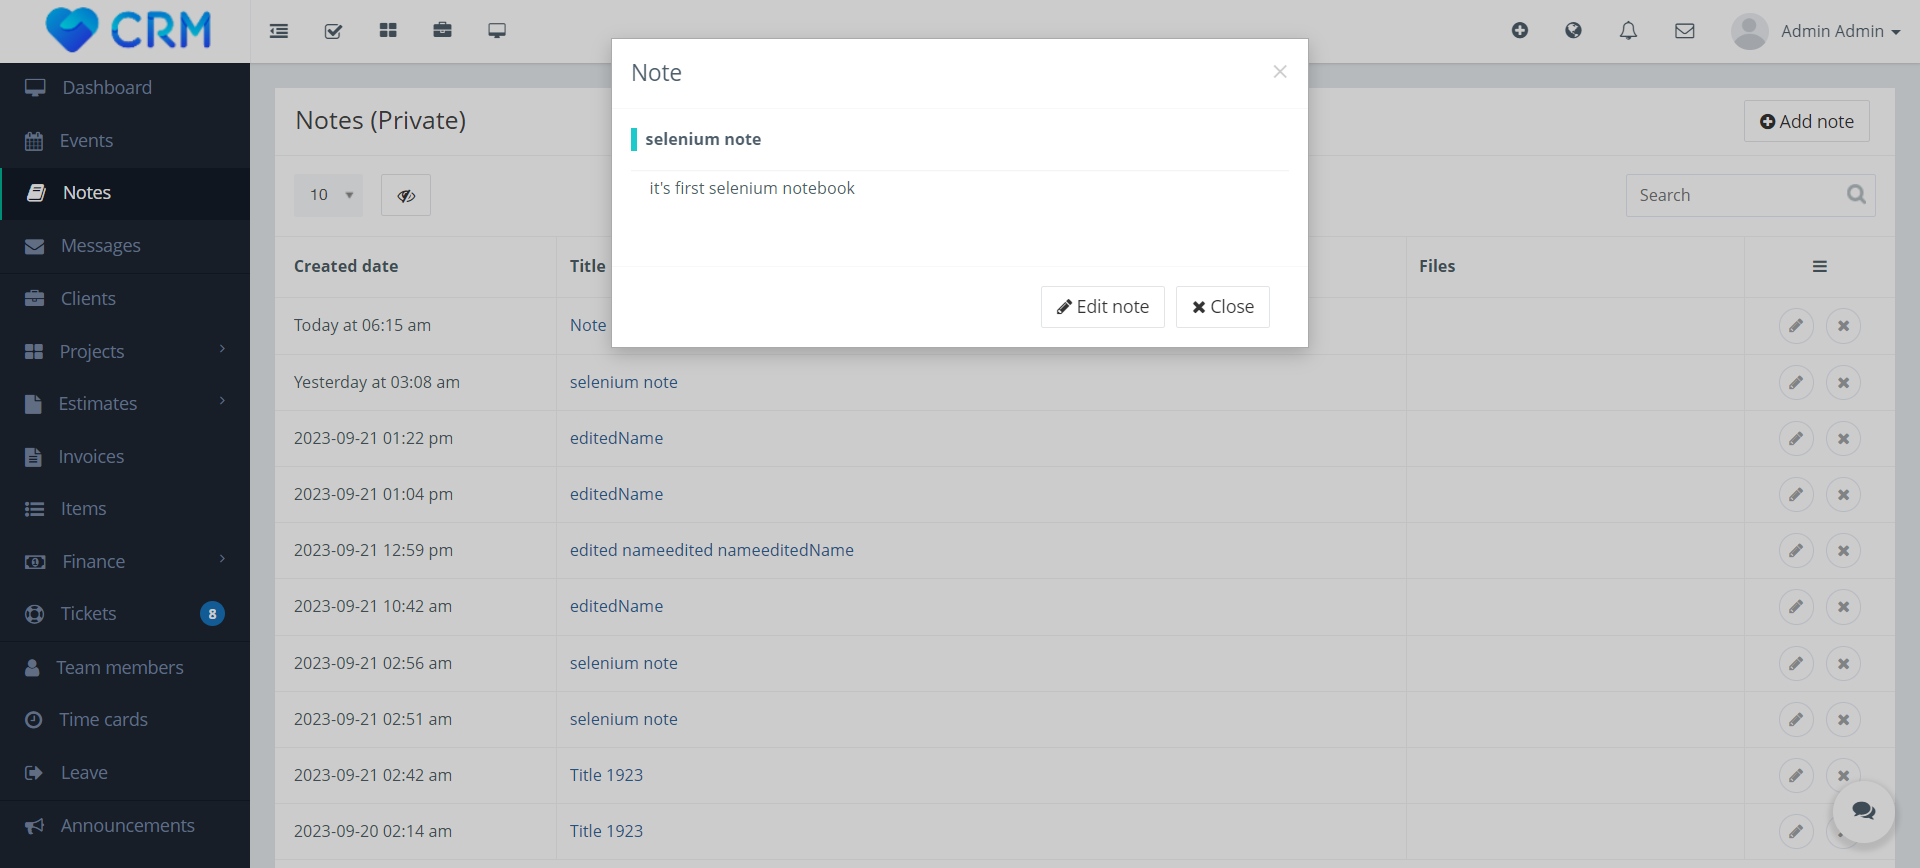 CRM
Admin Admin
Dashboard
Events
Notes
Messages
Clients
Projects
Estimates
Invoices
Items
Finance
Tickets 8
Team members
Time cards
Leave
Announcements
Notes (Private)
Add note
10
Search
Created date Title Files
Today at 06:15 am Note
Yesterday at 03:08 am selenium note
2023-09-21 01:22 pm editedName
2023-09-21 01:04 pm editedName
2023-09-21 12:59 pm edited nameedited nameeditedName
2023-09-21 10:42 am editedName
2023-09-21 02:56 am selenium note
2023-09-21 02:51 am selenium note
2023-09-21 02:42 am Title 1923
2023-09-20 02:14 am Title 1923
Note
selenium note
it's first selenium notebook
Edit note Close